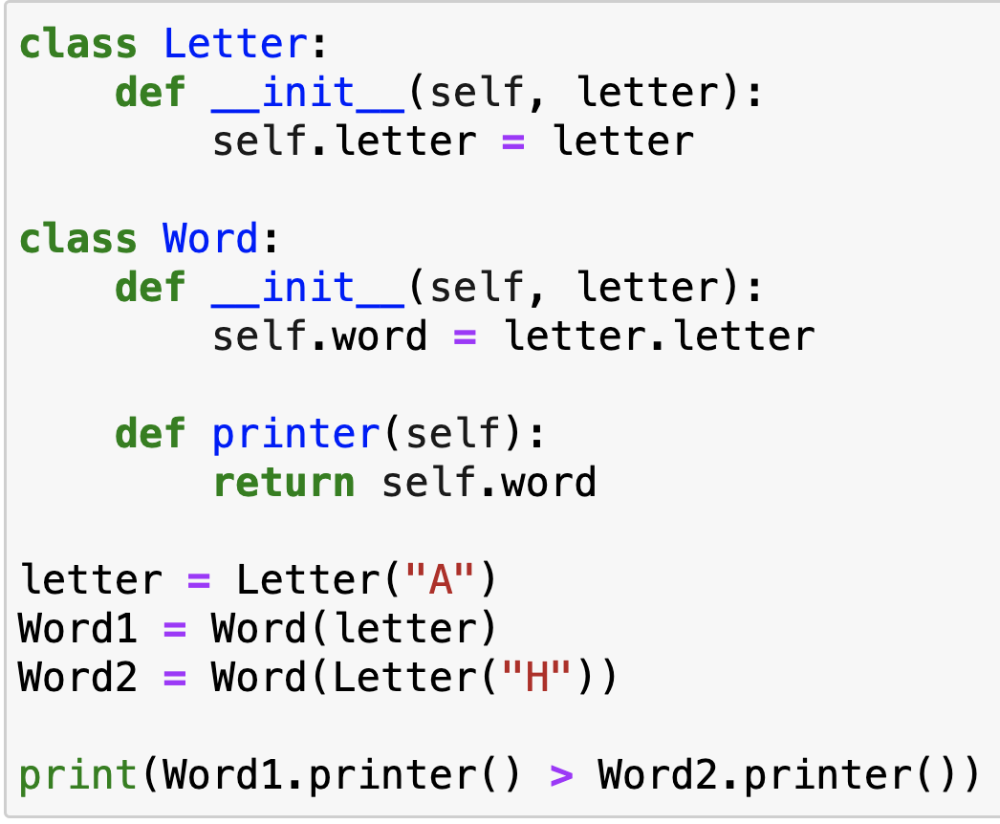 class Letter:
    def __init__(self, letter):
        self.letter = letter

class Word:
    def __init__(self, letter):
        self.word = letter.letter

    def printer(self):
        return self.word

letter = Letter("A")
Word1 = Word(letter)
Word2 = Word(Letter("H"))

print(Word1.printer() > Word2.printer())